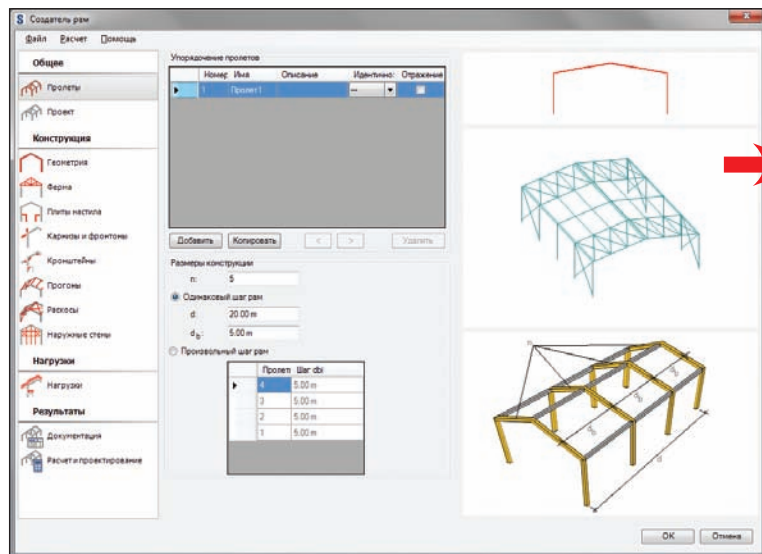 Создатель рам
Файл Расчет Помощь
Общее
Пролеты
Проект
Конструкция
Геометрия
Ферма
Плиты настила
Карнизы и фронтоны
Кронштейны
Прогоны
Раскосы
Наружные стены
Нагрузки
Нагрузки
Результаты
Документация
Расчет и проектирование
Упорядочение пролетов
Номер Имя Описание Идентично: Отражение
1 Пролет1 ---
Добавить Копировать < > Удалить
Размеры конструкции
n: 5
Одинаковый шаг рам
d: 20.00 m
db: 5.00 m
Произвольный шаг рам
Пролет Шаг dbi
4 5.00 m
3 5.00 m
2 5.00 m
1 5.00 m
n
d
OK Отмена